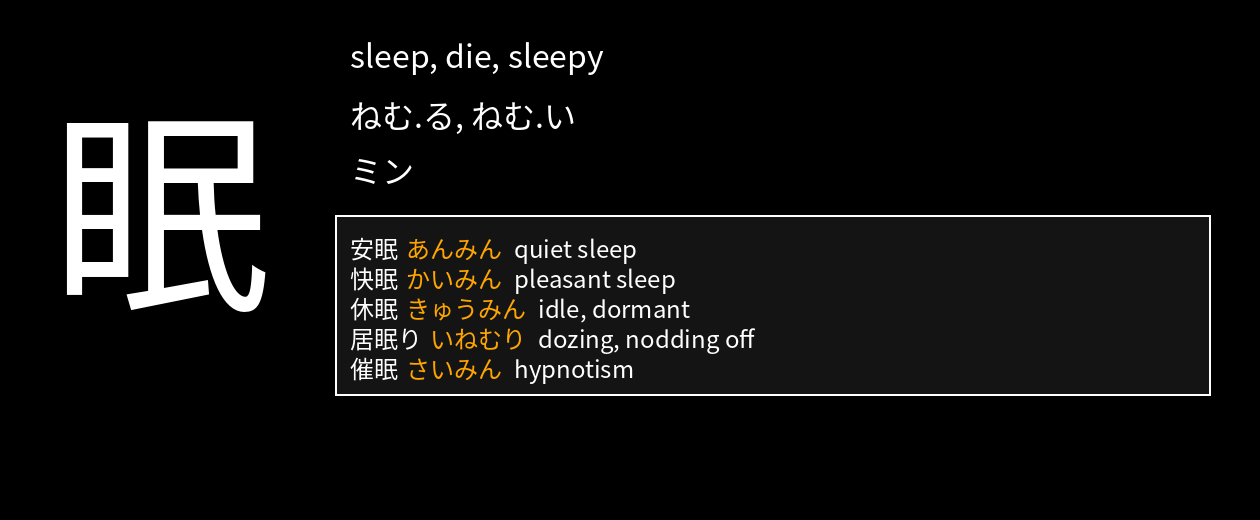 眠
sleep, die, sleepy
ねむ.る, ねむ.い
ミン
安眠 あんみん quiet sleep
快眠 かいみん pleasant sleep
休眠 きゅうみん idle, dormant
居眠り いねむり dozing, nodding off
催眠 さいみん hypnotism